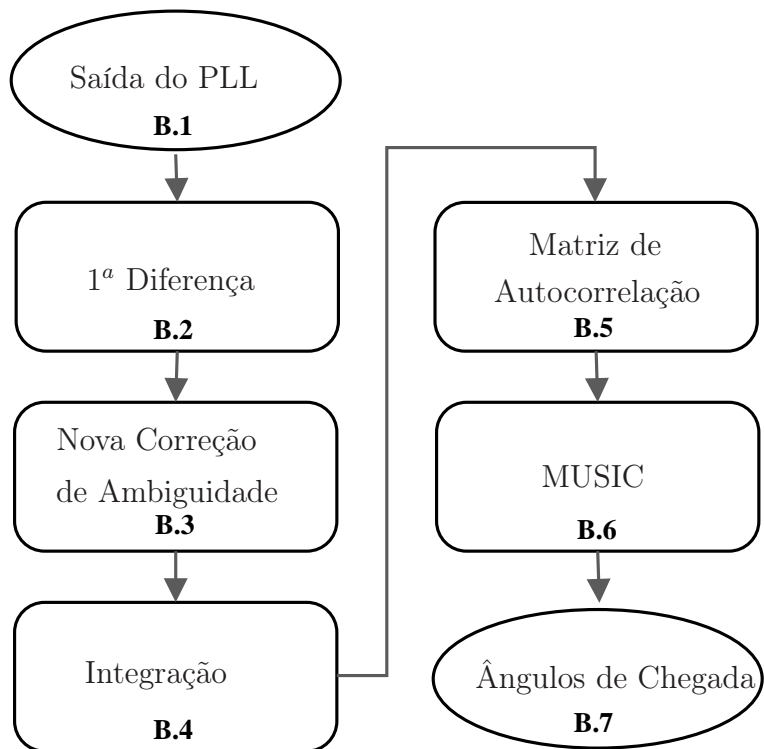 Saída do PLL
B.1
1ª Diferença
B.2
Nova Correção
de Ambiguidade
B.3
Integração
B.4
Matriz de
Autocorrelação
B.5
MUSIC
B.6
Ângulos de Chegada
B.7